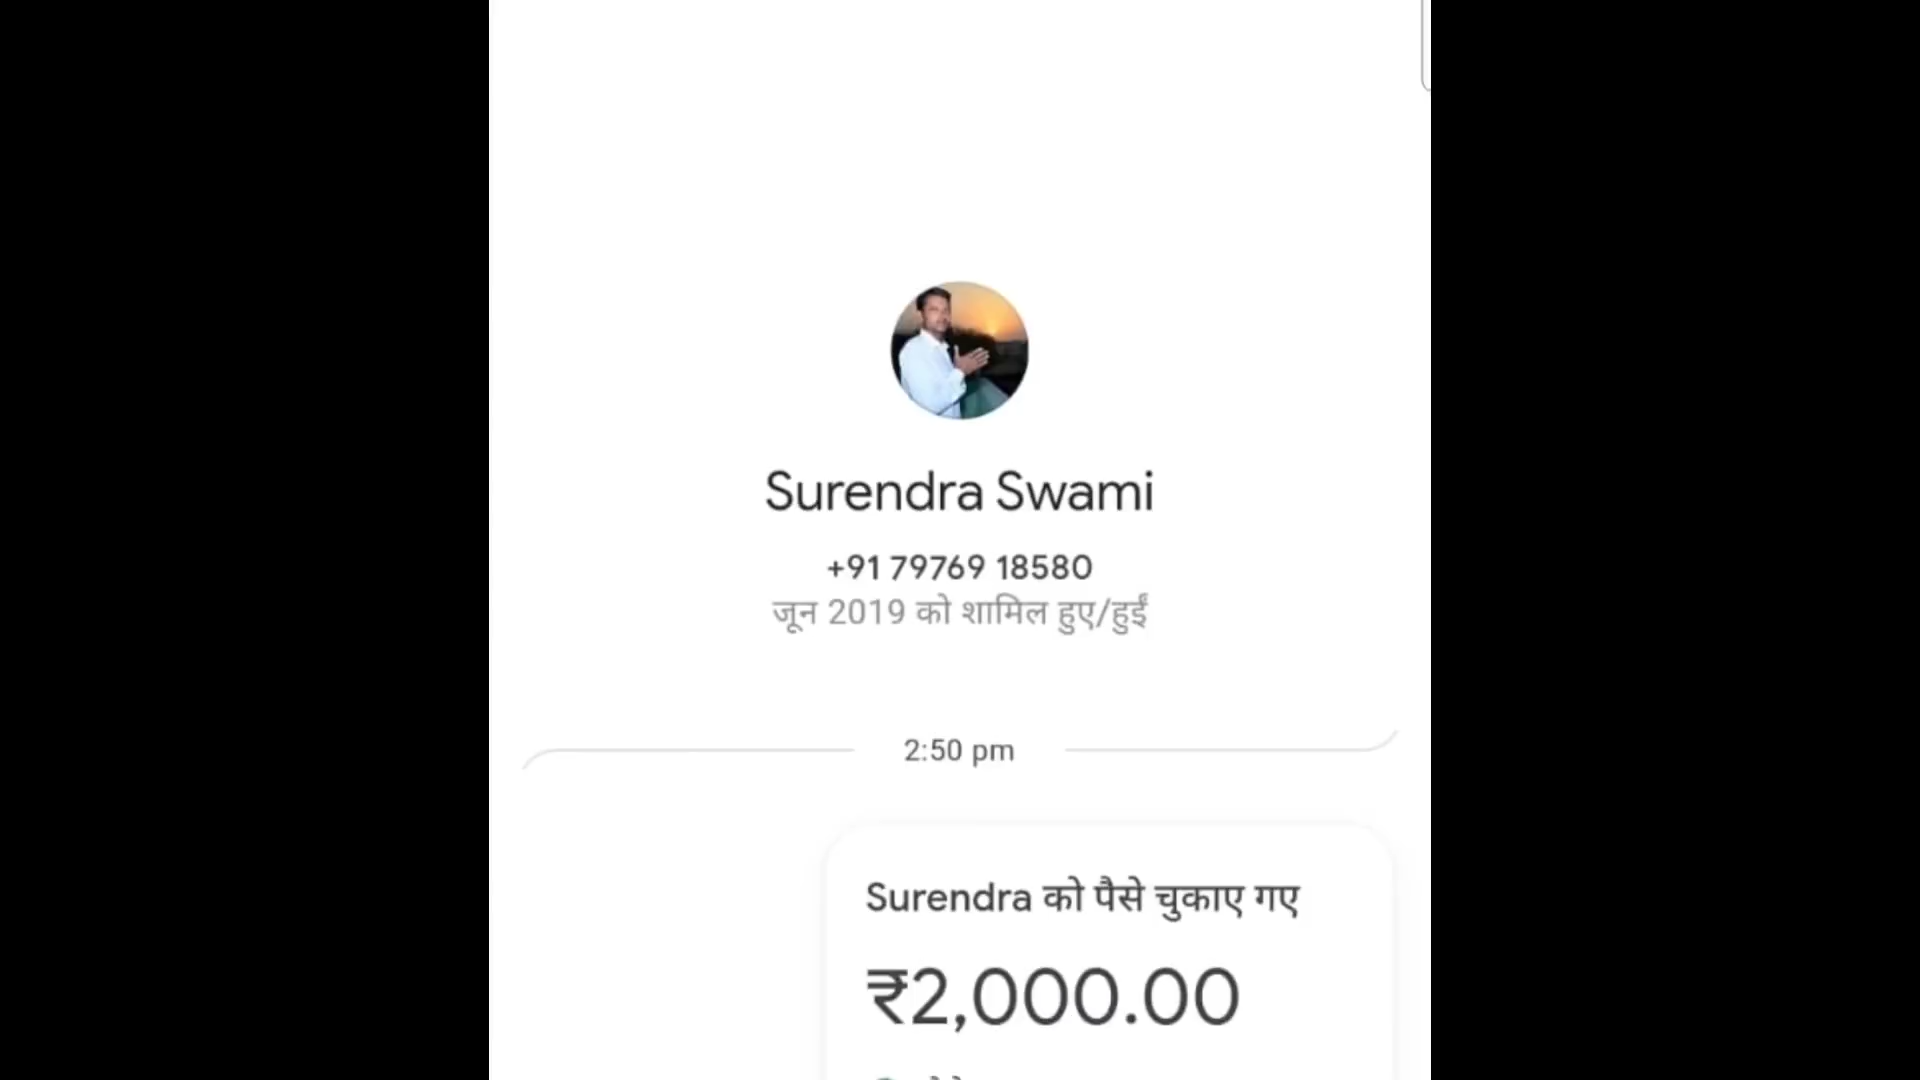 Surendra Swami
+91 79769 18580
जून 2019 को शामिल हुए/हुईं
2:50 pm
Surendra को पैसे चुकाए गए
₹2,000.00